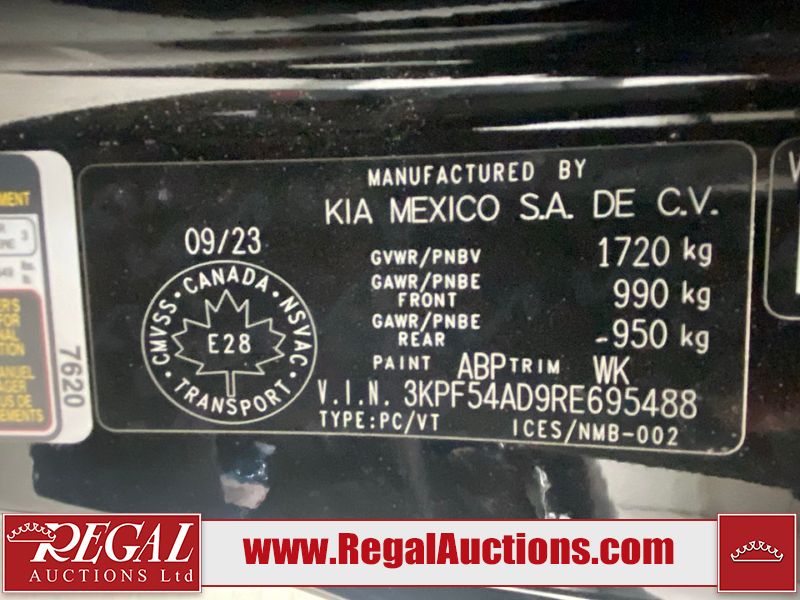 MANUFACTURED BY
KIA MEXICO S.A. DE C.V.
09/23
GVWR/PNBV 1720 kg
GAWR/PNBE FRONT 990 kg
GAWR/PNBE REAR -950 kg
PAINT ABP TRIM WK
V.I.N. 3KPF54AD9RE695488
TYPE:PC/VT ICES/NMB-002
CMVSS • CANADA • NSVAC • TRANSPORT •
E28
7620
REGAL
AUCTIONS Ltd
www.RegalAuctions.com